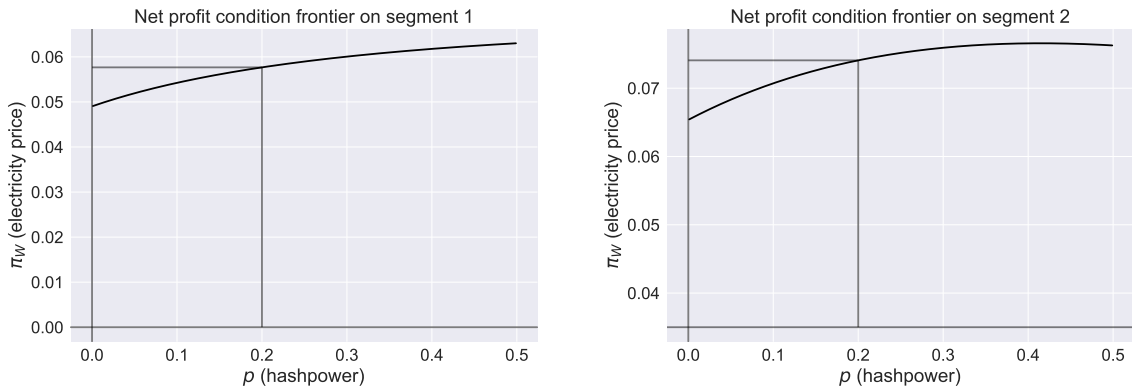 Net profit condition frontier on segment 1
π_W (electricity price)
0.06
0.05
0.04
0.03
0.02
0.01
0.00
0.0 0.1 0.2 0.3 0.4 0.5
p (hashpower)
Net profit condition frontier on segment 2
π_W (electricity price)
0.07
0.06
0.05
0.04
0.0 0.1 0.2 0.3 0.4 0.5
p (hashpower)